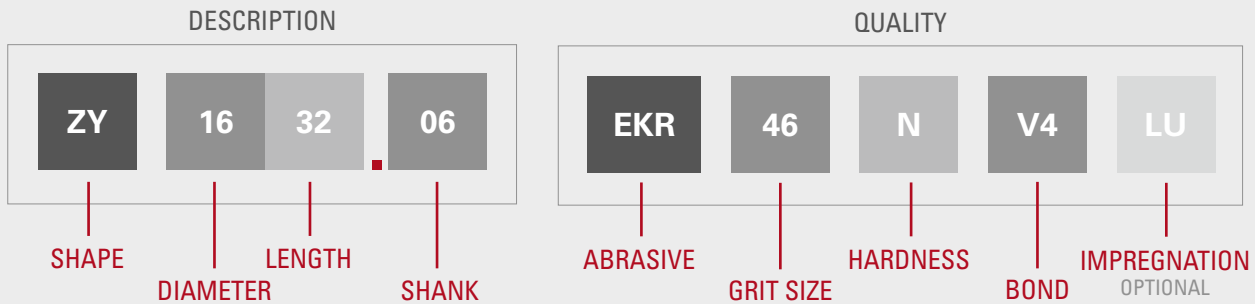 DESCRIPTION
ZY 16 32 . 06
SHAPE
DIAMETER
LENGTH
SHANK
QUALITY
EKR 46 N V4 LU
ABRASIVE
GRIT SIZE
HARDNESS
BOND
IMPREGNATION
OPTIONAL